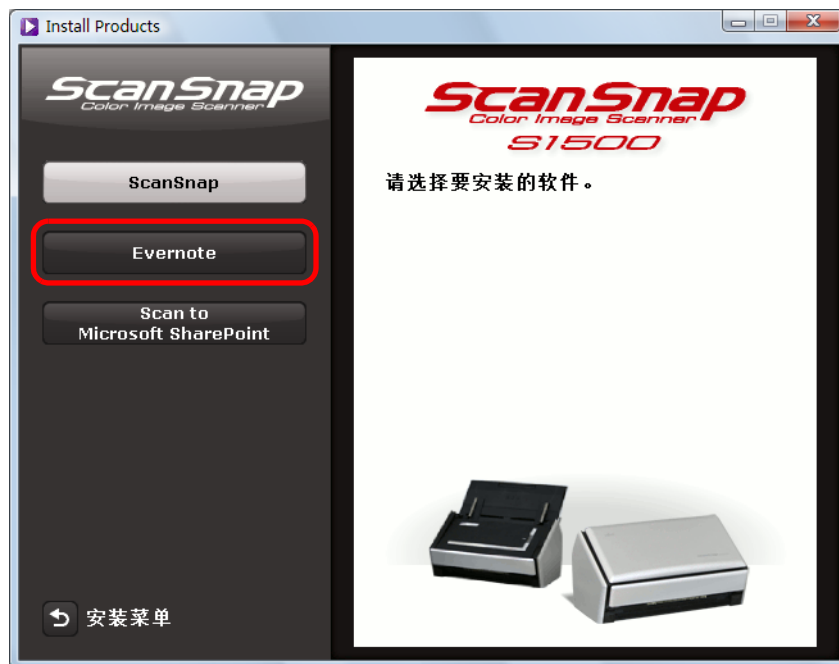 Install Products
ScanSnap
Color Image Scanner
ScanSnap
Evernote
Scan to
Microsoft SharePoint
安装菜单
ScanSnap
Color Image Scanner
S1500
请选择要安装的软件。